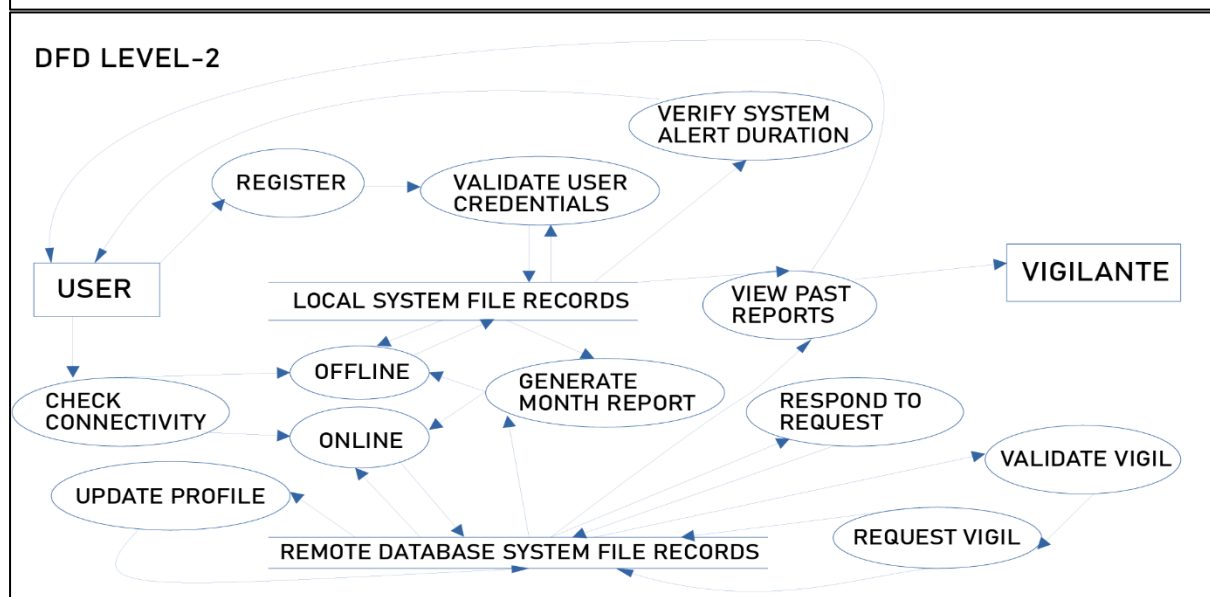 DFD LEVEL-2
VERIFY SYSTEM
ALERT DURATION
REGISTER
VALIDATE USER
CREDENTIALS
USER
LOCAL SYSTEM FILE RECORDS
VIEW PAST
REPORTS
VIGILANTE
OFFLINE
GENERATE
MONTH REPORT
CHECK
CONNECTIVITY
ONLINE
RESPOND TO
REQUEST
VALIDATE VIGIL
UPDATE PROFILE
REQUEST VIGIL
REMOTE DATABASE SYSTEM FILE RECORDS